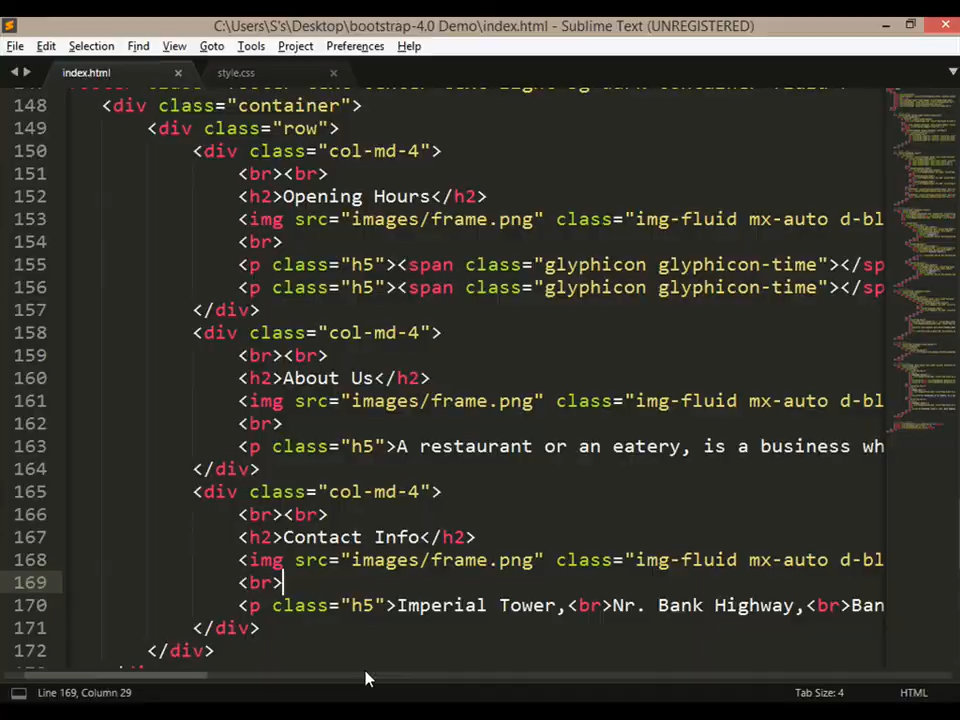 C:\Users\S's\Desktop\bootstrap-4.0 Demo\index.html - Sublime Text (UNREGISTERED)
File Edit Selection Find View Goto Tools Project Preferences Help
index.html style.css
148 <div class="container">
149 <div class="row">
150 <div class="col-md-4">
151 <br><br>
152 <h2>Opening Hours</h2>
153 <img src="images/frame.png" class="img-fluid mx-auto d-bl
154 <br>
155 <p class="h5"><span class="glyphicon glyphicon-time"></sp
156 <p class="h5"><span class="glyphicon glyphicon-time"></sp
157 </div>
158 <div class="col-md-4">
159 <br><br>
160 <h2>About Us</h2>
161 <img src="images/frame.png" class="img-fluid mx-auto d-bl
162 <br>
163 <p class="h5">A restaurant or an eatery, is a business wh
164 </div>
165 <div class="col-md-4">
166 <br><br>
167 <h2>Contact Info</h2>
168 <img src="images/frame.png" class="img-fluid mx-auto d-bl
169 <br>
170 <p class="h5">Imperial Tower,<br>Nr. Bank Highway,<br>Ban
171 </div>
172 </div>
Line 169, Column 29 Tab Size: 4 HTML